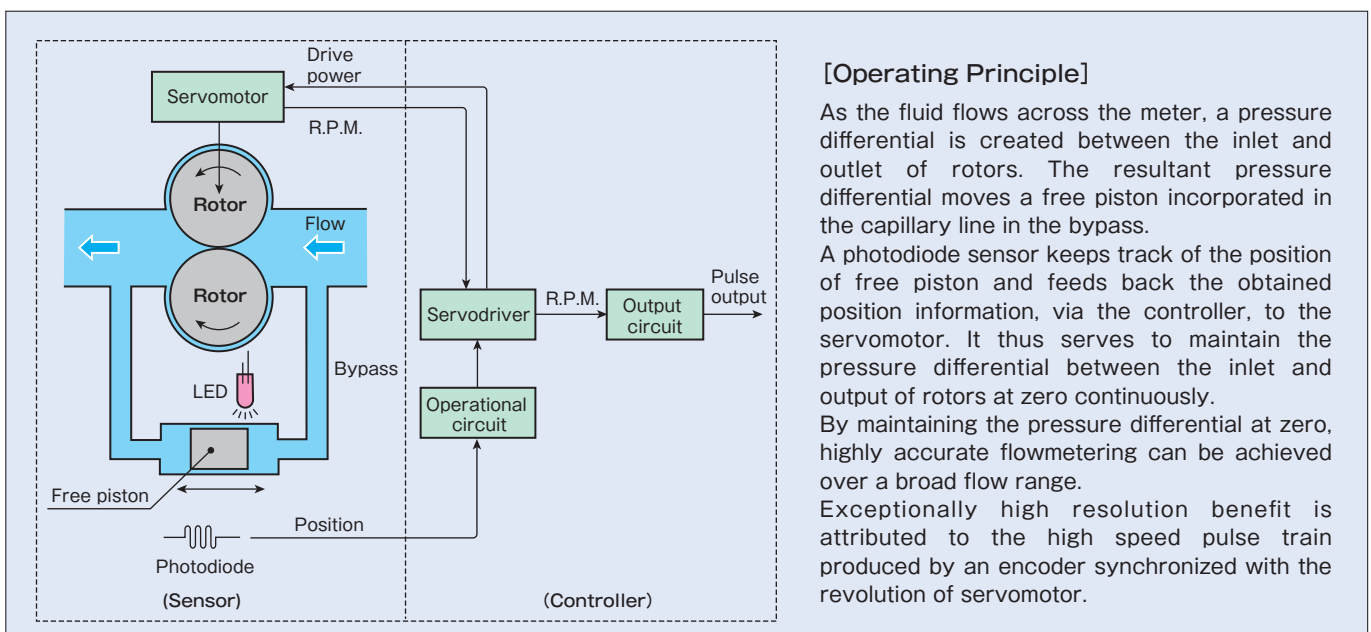 Drive
power
Servomotor
R.P.M.
Rotor
Flow
Rotor
LED
Bypass
Free piston
Position
Photodiode
(Sensor)
Servodriver
R.P.M.
Output
circuit
Pulse
output
Operational
circuit
(Controller)
[Operating Principle]
As the fluid flows across the meter, a pressure
differential is created between the inlet and
outlet of rotors. The resultant pressure
differential moves a free piston incorporated in
the capillary line in the bypass.
A photodiode sensor keeps track of the position
of free piston and feeds back the obtained
position information, via the controller, to the
servomotor. It thus serves to maintain the
pressure differential between the inlet and
output of rotors at zero continuously.
By maintaining the pressure differential at zero,
highly accurate flowmetering can be achieved
over a broad flow range.
Exceptionally high resolution benefit is
attributed to the high speed pulse train
produced by an encoder synchronized with the
revolution of servomotor.